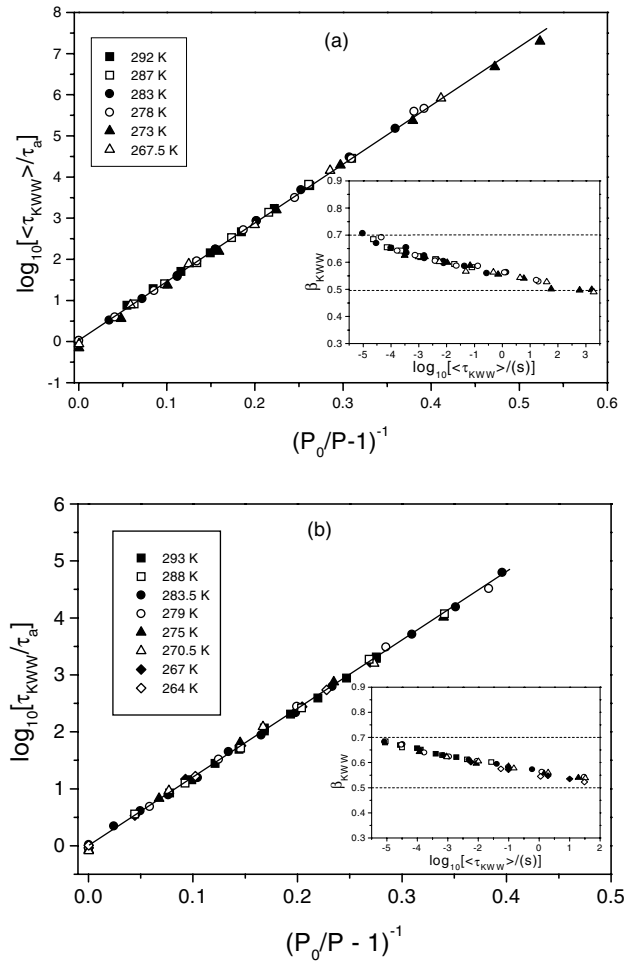 (a)
8
7
6
5
4
3
2
1
0
-1
log10[<τKWW>/τa]
292 K
287 K
283 K
278 K
273 K
267.5 K
0.9
0.8
0.7
0.6
0.5
0.4
0.3
βKWW
-5 -4 -3 -2 -1 0 1 2 3
log10[<τKWW>/(s)]
0.0 0.1 0.2 0.3 0.4 0.5 0.6
(P0/P-1)-1
(b)
6
5
4
3
2
1
0
log10[τKWW/τa]
293 K
288 K
283.5 K
279 K
275 K
270.5 K
267 K
264 K
0.9
0.8
0.7
0.6
0.5
0.4
0.3
βKWW
-6 -5 -4 -3 -2 -1 0 1 2
log10[<τKWW>/(s)]
0.0 0.1 0.2 0.3 0.4 0.5
(P0/P - 1)-1